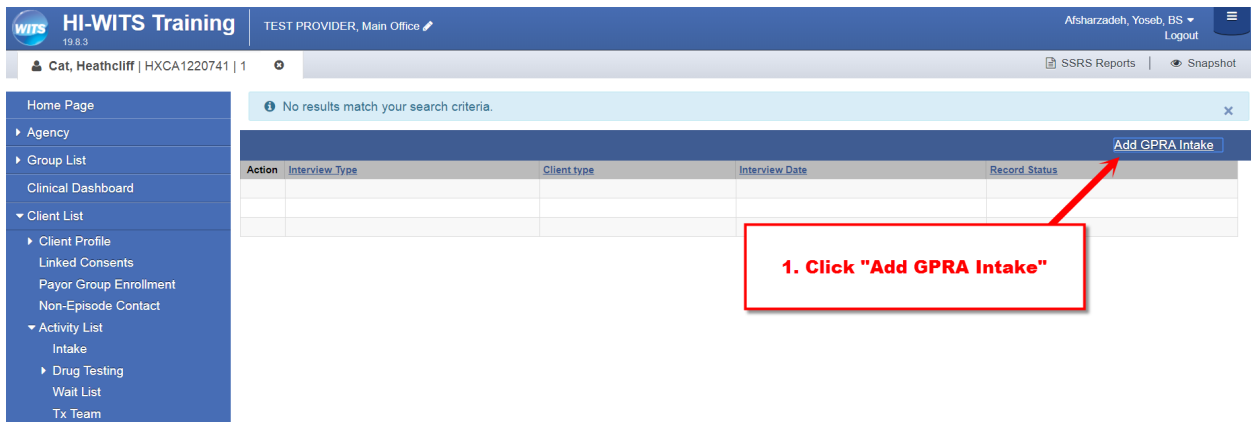 WITS HI-WITS Training
19.8.3
TEST PROVIDER, Main Office
Afsharzadeh, Yoseb, BS
Logout
Cat, Heathcliff | HXCA1220741 | 1
SSRS Reports | Snapshot
Home Page
Agency
Group List
Clinical Dashboard
Client List
Client Profile
Linked Consents
Payor Group Enrollment
Non-Episode Contact
Activity List
Intake
Drug Testing
Wait List
Tx Team
No results match your search criteria.
Add GPRA Intake
Action Interview Type Client type Interview Date Record Status
1. Click "Add GPRA Intake"